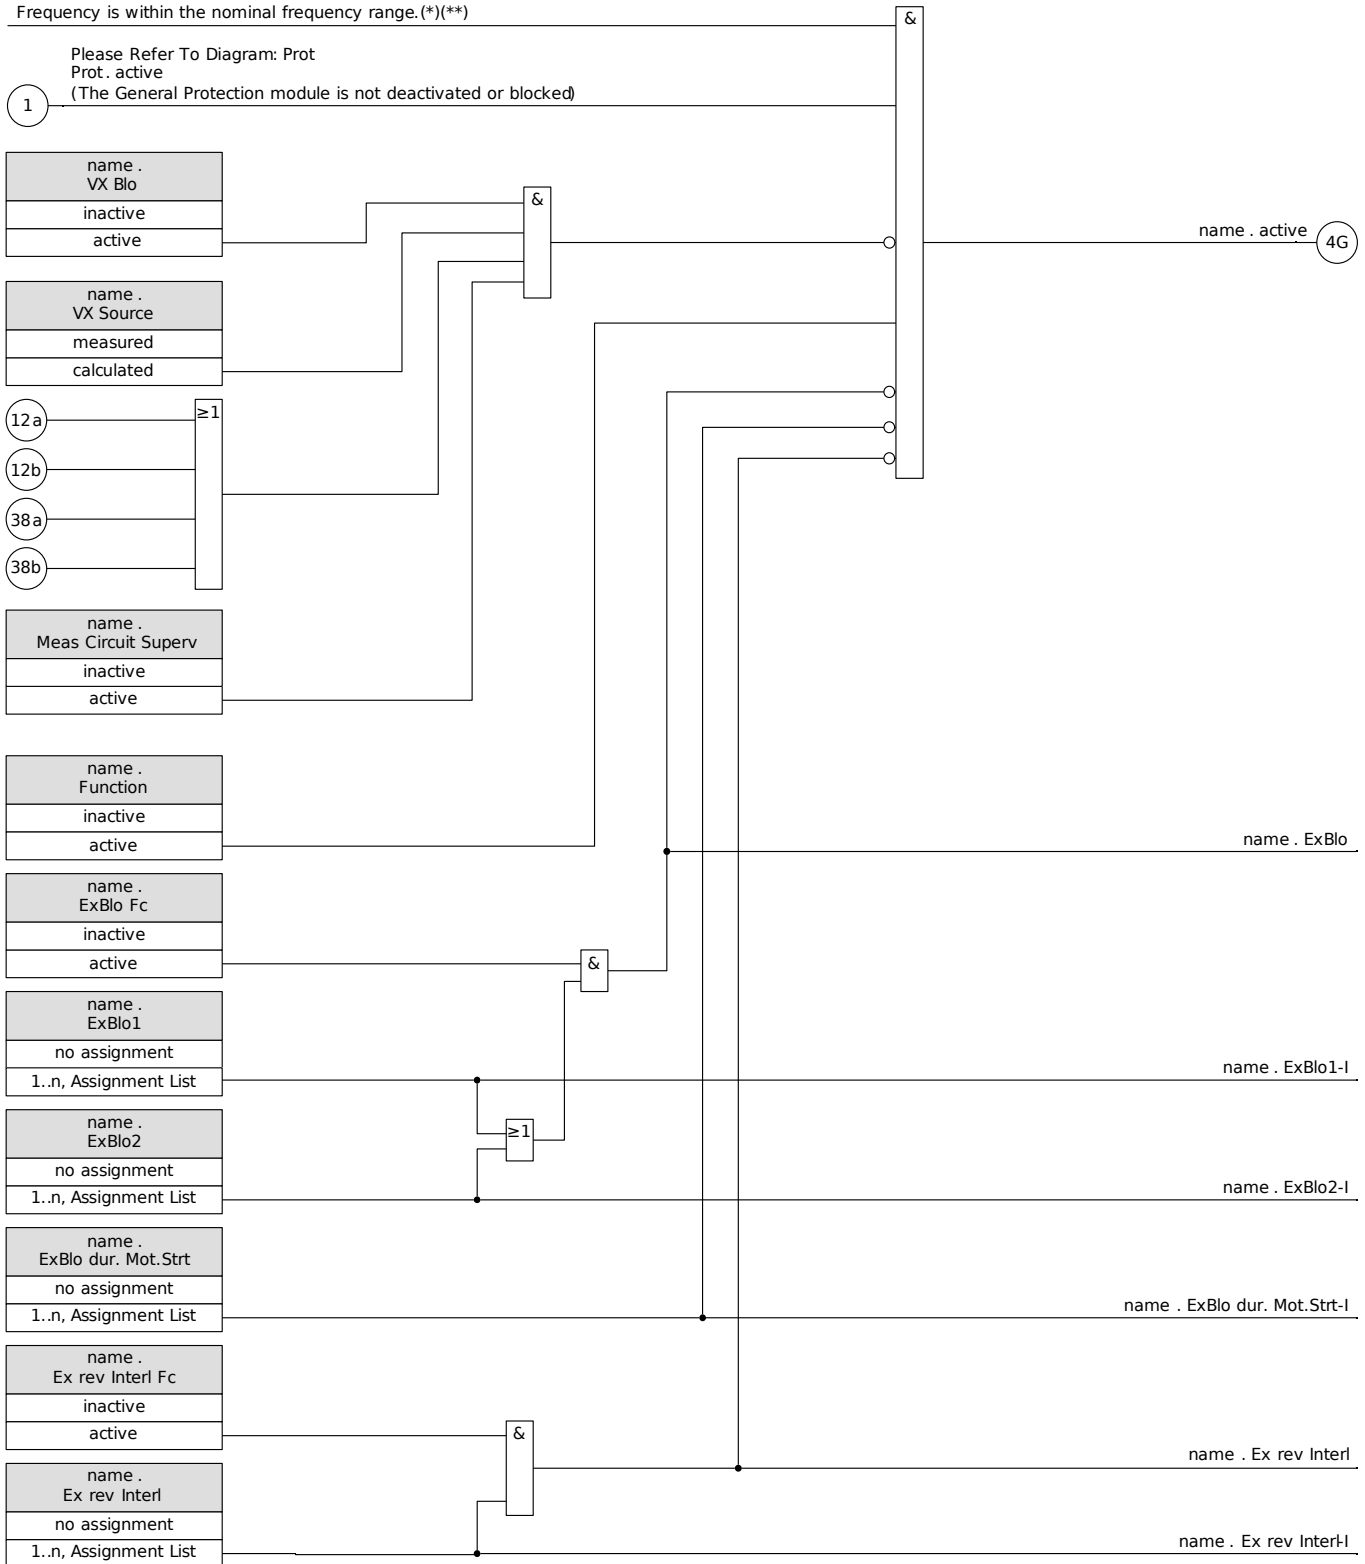 Frequency is within the nominal frequency range.(*)(**)
&
Please Refer To Diagram: Prot
Prot. active
(The General Protection module is not deactivated or blocked)
1
name .
VX Blo
inactive
active
&
name . active
4G
name .
VX Source
measured
calculated
12a
≥1
12b
38a
38b
name .
Meas Circuit Superv
inactive
active
name .
Function
inactive
active
name . ExBlo
name .
ExBlo Fc
inactive
active
&
name .
ExBlo1
no assignment
1..n, Assignment List
name . ExBlo1-I
name .
ExBlo2
≥1
no assignment
1..n, Assignment List
name . ExBlo2-I
name .
ExBlo dur. Mot.Strt
no assignment
1..n, Assignment List
name . ExBlo dur. Mot.Strt-I
name .
Ex rev Interl Fc
inactive
active
&
name . Ex rev Interl
name .
Ex rev Interl
no assignment
1..n, Assignment List
name . Ex rev Interl-I